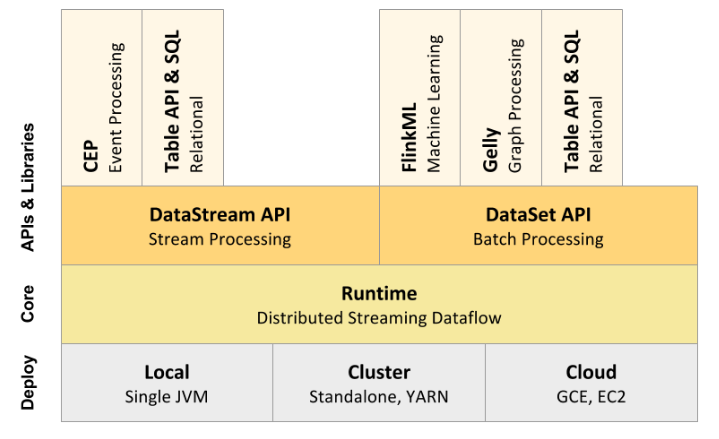 APIs & Libraries
CEP
Event Processing
Table API & SQL
Relational
FlinkML
Machine Learning
Gelly
Graph Processing
Table API & SQL
Relational
DataStream API
Stream Processing
DataSet API
Batch Processing
Core
Runtime
Distributed Streaming Dataflow
Deploy
Local
Single JVM
Cluster
Standalone, YARN
Cloud
GCE, EC2